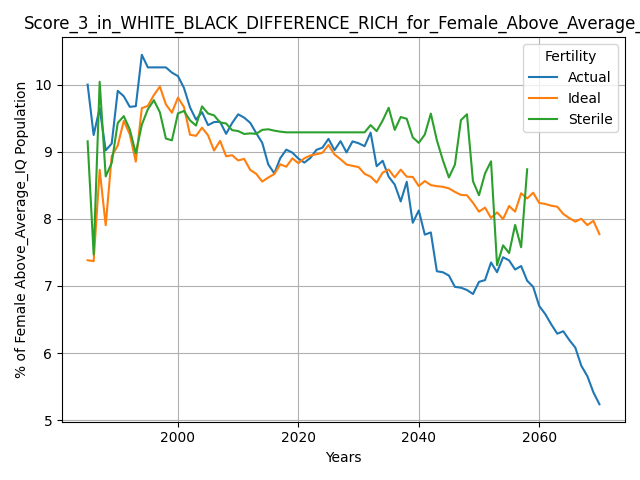 Score_3_in_WHITE_BLACK_DIFFERENCE_RICH_for_Female_Above_Average_
Fertility
Actual
Ideal
Sterile
% of Female Above_Average_IQ Population
10
9
8
7
6
5
2000
2020
2040
2060
Years